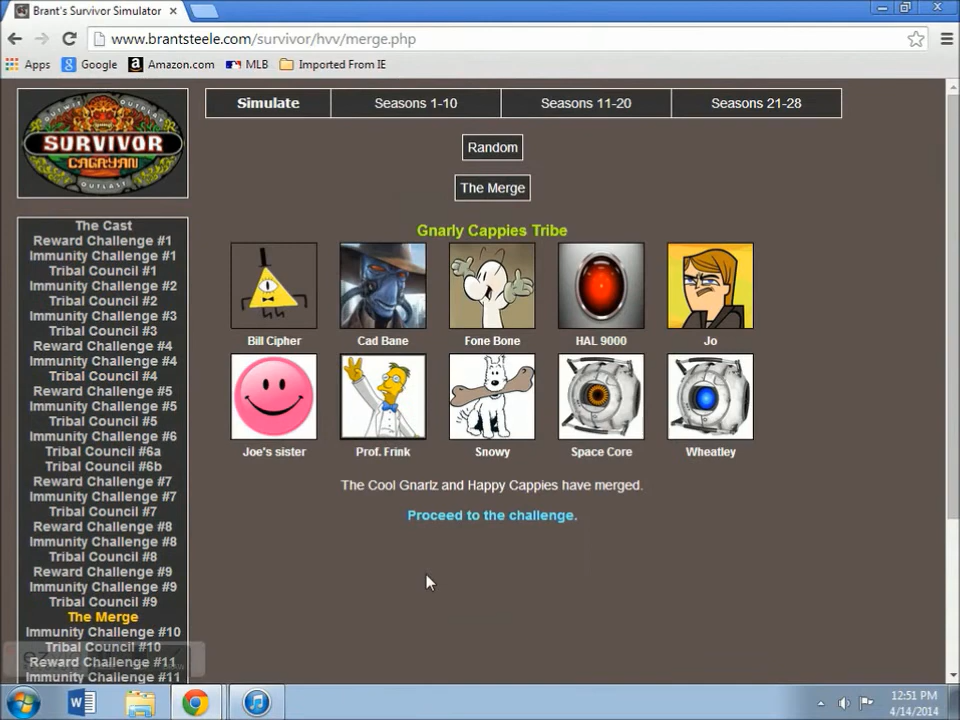 Brant's Survivor Simulator
www.brantsteele.com/survivor/hvv/merge.php
Apps Google Amazon.com MLB Imported From IE
OUTWIT OUTPLAY
SURVIVOR
CAGAYAN
OUTLAST
Simulate Seasons 1-10 Seasons 11-20 Seasons 21-28
Random
The Merge
Gnarly Cappies Tribe
Bill Cipher Cad Bane Fone Bone HAL 9000 Jo
Joe's sister Prof. Frink Snowy Space Core Wheatley
The Cool Gnarlz and Happy Cappies have merged.
Proceed to the challenge.
The Cast
Reward Challenge #1
Immunity Challenge #1
Tribal Council #1
Immunity Challenge #2
Tribal Council #2
Immunity Challenge #3
Tribal Council #3
Reward Challenge #4
Immunity Challenge #4
Tribal Council #4
Reward Challenge #5
Immunity Challenge #5
Tribal Council #5
Immunity Challenge #6
Tribal Council #6a
Tribal Council #6b
Reward Challenge #7
Immunity Challenge #7
Tribal Council #7
Reward Challenge #8
Immunity Challenge #8
Tribal Council #8
Reward Challenge #9
Immunity Challenge #9
Tribal Council #9
The Merge
Immunity Challenge #10
Tribal Council #10
Reward Challenge #11
Immunity Challenge #11
12:51 PM
4/14/2014